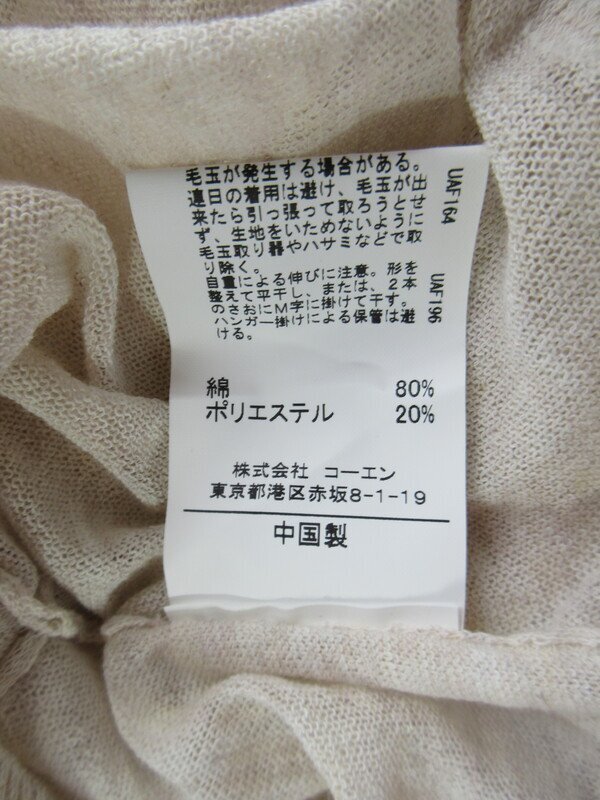 毛玉が発生する場合がある。
連日の着用は避け、毛玉が出
来たら引っ張って取ろうとせ
ず、生地をいためないように
毛玉取り器やハサミなどで取
り除く。
自重による伸びに注意。形を
整えて平干し、または、2本
のさおにM字に掛けて干す。
ハンガー掛けによる保管は避
ける。
UAF164
UAF196
綿 80%
ポリエステル 20%
株式会社 コーエン
東京都港区赤坂8-1-19
中国製